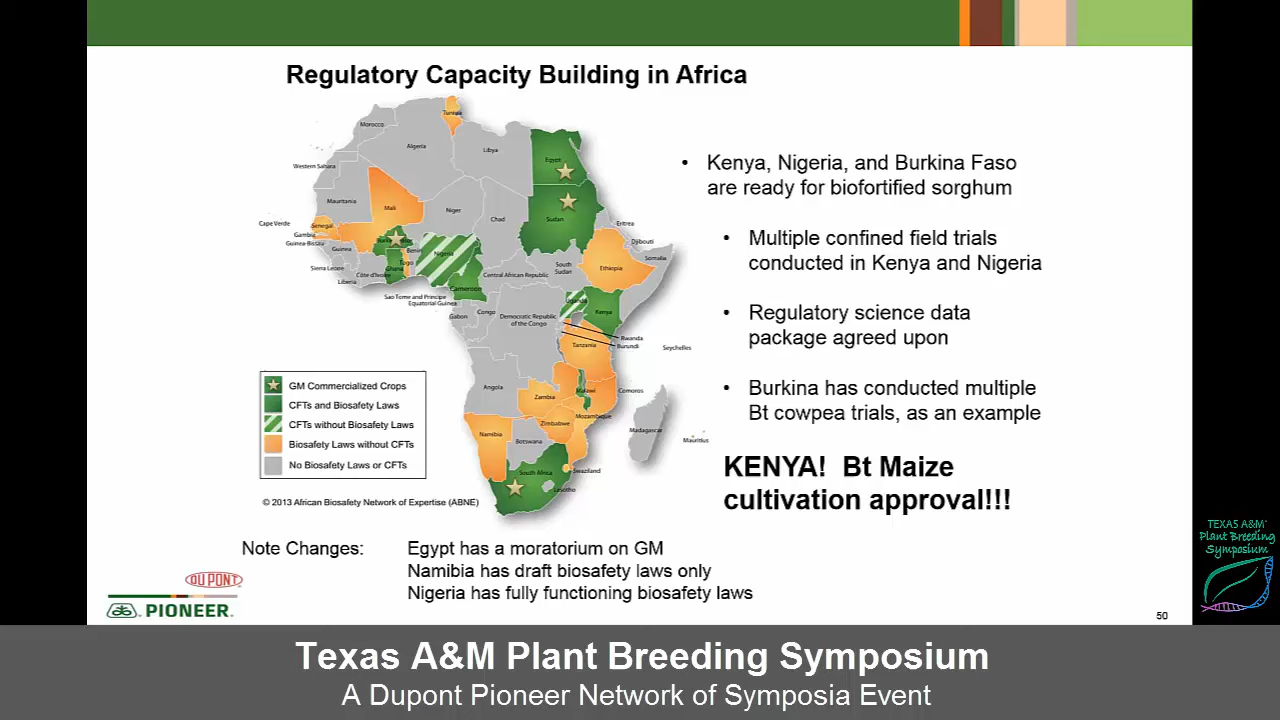 Regulatory Capacity Building in Africa
Tunisia
Morocco
Algeria
Libya
Egypt
Western Sahara
Mauritania
Mali
Niger
Chad
Sudan
Eritrea
Cape Verde
Senegal
Gambia
Guinea-Bissau
Guinea
Burkina Faso
Benin
Nigeria
Djibouti
Somalia
Ethiopia
Sierra Leone
Liberia
Côte d'Ivoire
Ghana
Togo
Cameroon
Central African Republic
South
Sudan
Sao Tome and Principe
Equatorial Guinea
Gabon
Congo
Democratic Republic
of the Congo
Uganda
Kenya
Rwanda
Burundi
Tanzania
Seychelles
Angola
Zambia
Malawi
Comoros
Mozambique
Zimbabwe
Namibia
Botswana
Madagascar
Mauritius
South Africa
Swaziland
Lesotho
GM Commercialized Crops
CFTs and Biosafety Laws
CFTs without Biosafety Laws
Biosafety Laws without CFTs
No Biosafety Laws or CFTs
© 2013 African Biosafety Network of Expertise (ABNE)
• Kenya, Nigeria, and Burkina Faso
are ready for biofortified sorghum
• Multiple confined field trials
conducted in Kenya and Nigeria
• Regulatory science data
package agreed upon
• Burkina has conducted multiple
Bt cowpea trials, as an example
KENYA! Bt Maize
cultivation approval!!!
Note Changes: Egypt has a moratorium on GM
Namibia has draft biosafety laws only
Nigeria has fully functioning biosafety laws
DUPONT
PIONEER.
50
TEXAS A&M
Plant Breeding
Symposium
Texas A&M Plant Breeding Symposium
A Dupont Pioneer Network of Symposia Event